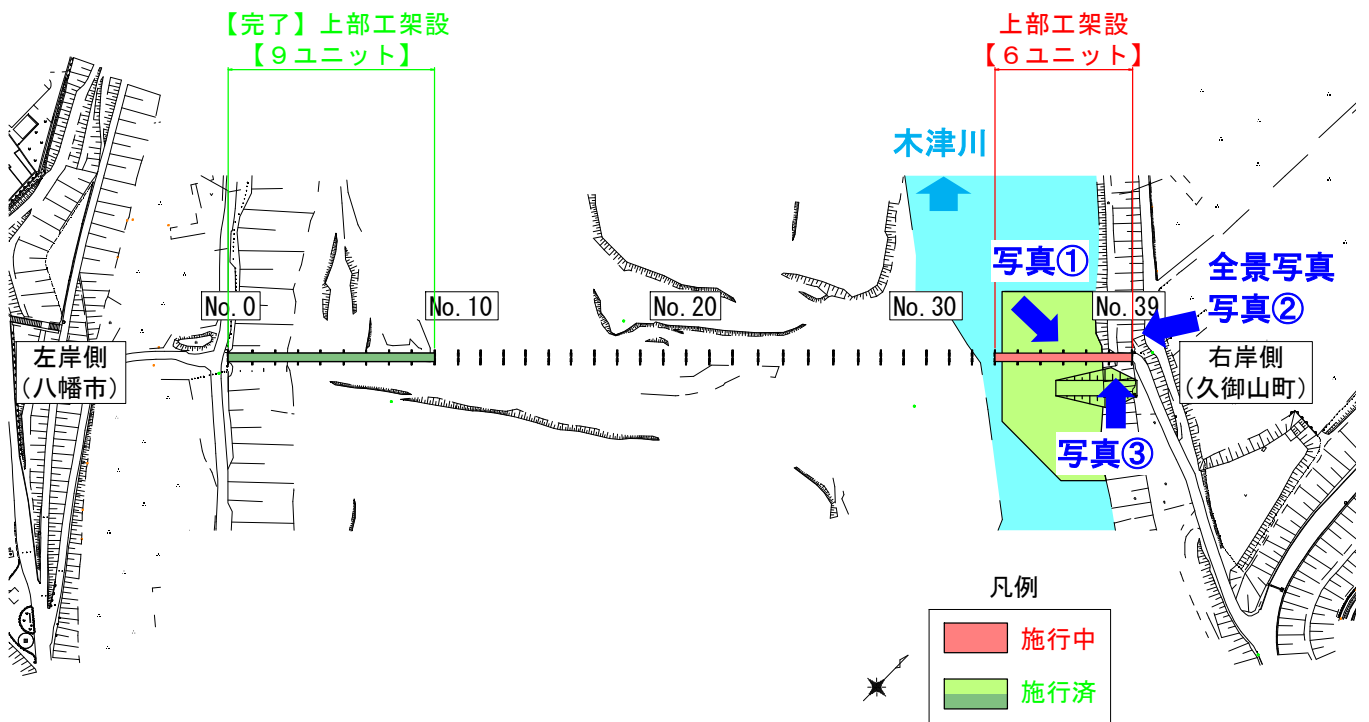 【完了】上部工架設
【９ユニット】
上部工架設
【６ユニット】
木津川
写真①
全景写真
写真②
No.0
No.10
No.20
No.30
No.39
左岸側
（八幡市）
右岸側
（久御山町）
写真③
凡例
施行中
施行済